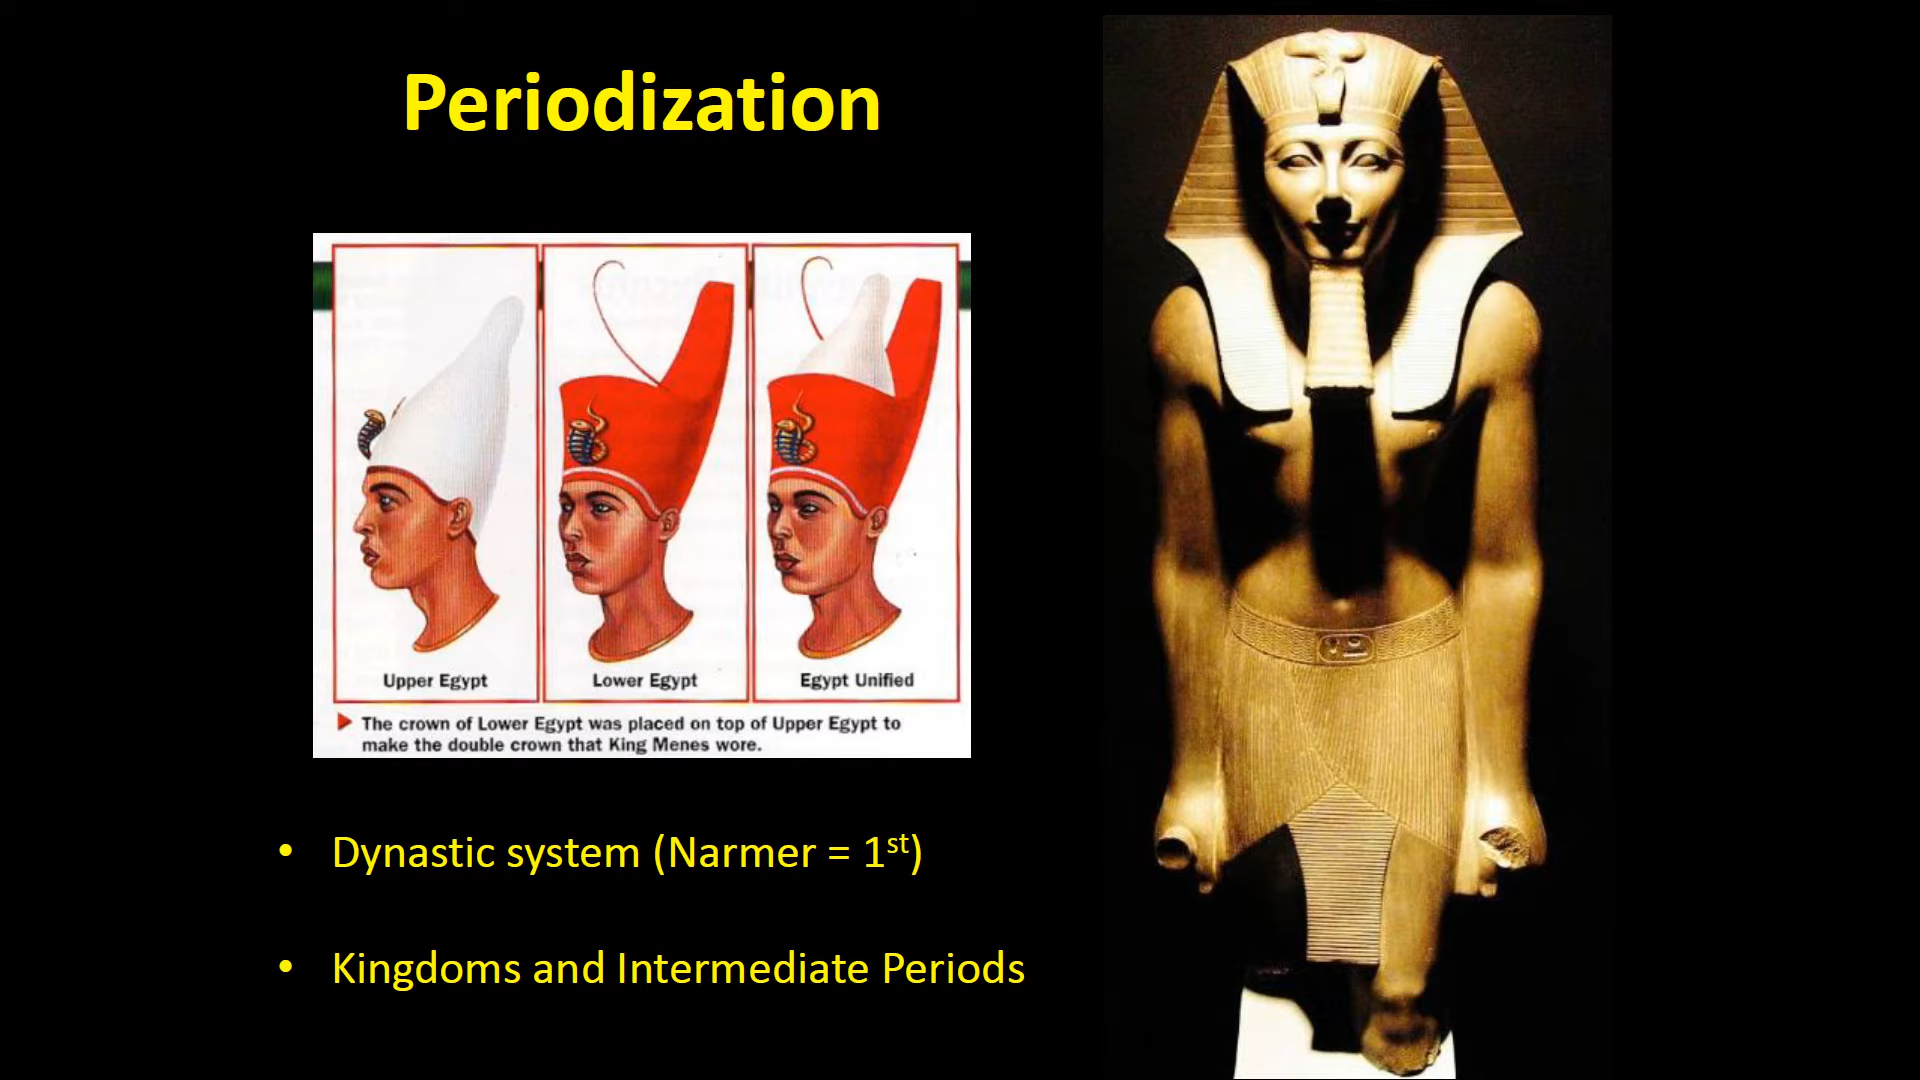 Periodization
Upper Egypt
Lower Egypt
Egypt Unified
The crown of Lower Egypt was placed on top of Upper Egypt to
make the double crown that King Menes wore.
• Dynastic system (Narmer = 1st)
• Kingdoms and Intermediate Periods